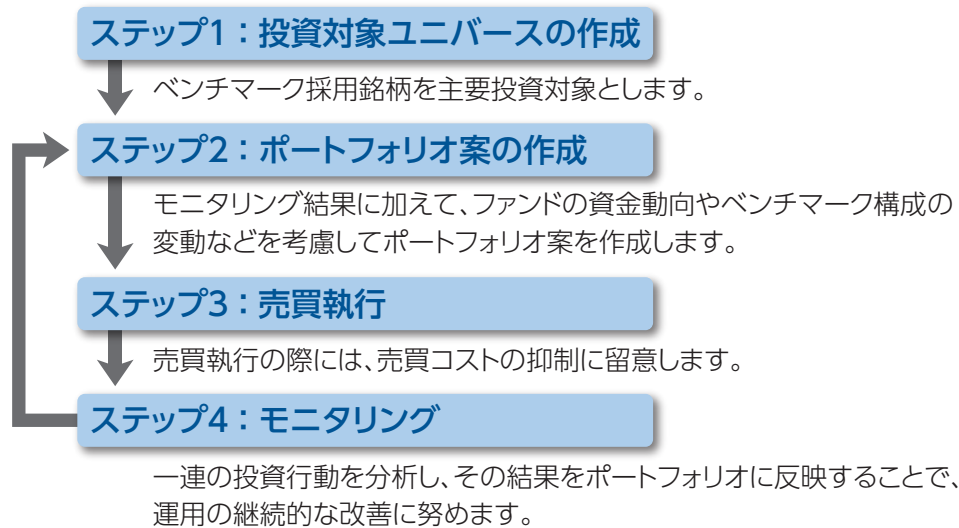 ステップ1：投資対象ユニバースの作成
ベンチマーク採用銘柄を主要投資対象とします。
ステップ2：ポートフォリオ案の作成
モニタリング結果に加えて、ファンドの資金動向やベンチマーク構成の
変動などを考慮してポートフォリオ案を作成します。
ステップ3：売買執行
売買執行の際には、売買コストの抑制に留意します。
ステップ4：モニタリング
一連の投資行動を分析し、その結果をポートフォリオに反映することで、
運用の継続的な改善に努めます。